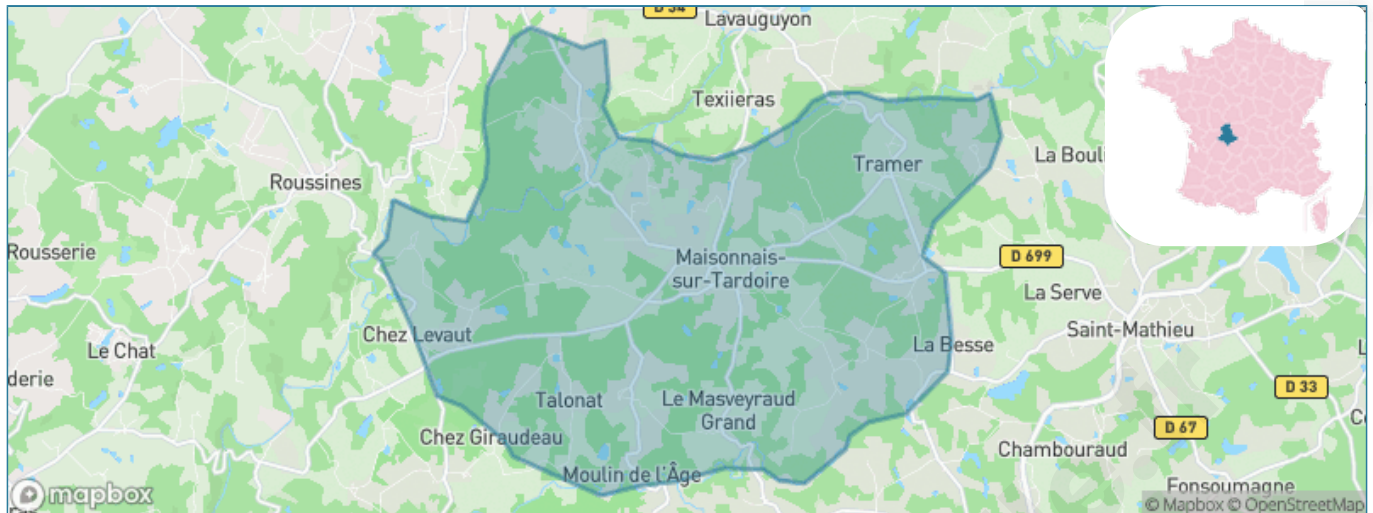 D 34
Lavauguyon
Texiieras
Tramer
La Bouli
Roussines
Rousserie
Maisonnais-
sur-Tardoire
D 699
La Serve
Saint-Mathieu
Chez Levaut
La Besse
Le Chat
derie
D 33
Talonat
Le Masveyraud
Grand
Chez Giraudeau
D 67
Chambouraud
Moulin de l'Âge
Fonsoumagne
mapbox
© Mapbox © OpenStreetMap